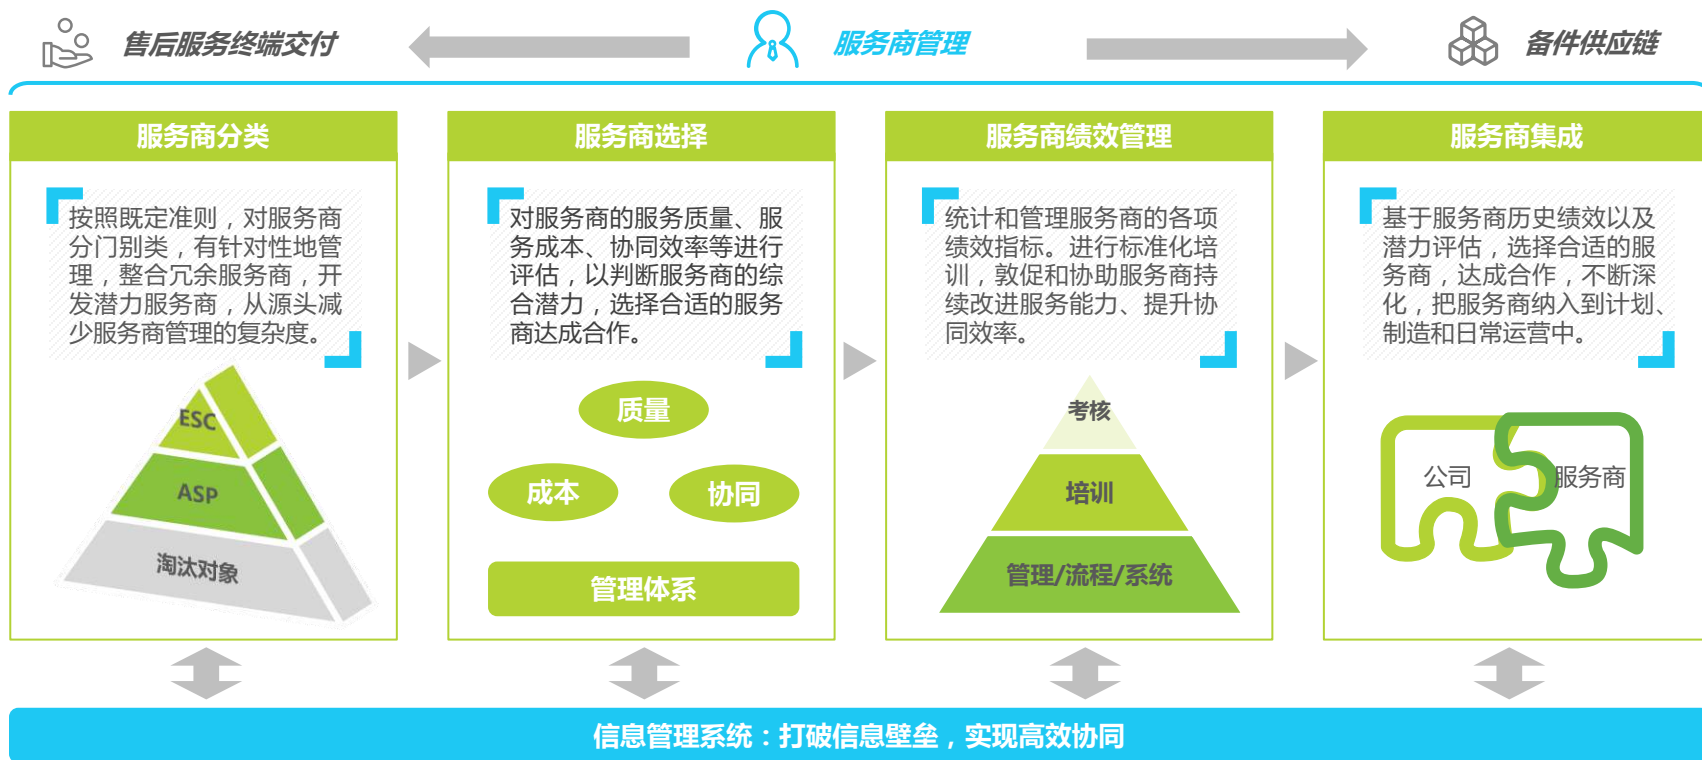 售后服务终端交付
服务商管理
备件供应链
服务商分类
按照既定准则，对服务商
分门别类，有针对性地管
理，整合冗余服务商，开
发潜力服务商，从源头减
少服务商管理的复杂度。
ESC
ASP
淘汰对象
服务商选择
对服务商的服务质量、服
务成本、协同效率等进行
评估，以判断服务商的综
合潜力，选择合适的服务
商达成合作。
质量
成本
协同
管理体系
服务商绩效管理
统计和管理服务商的各项
绩效指标。进行标准化培
训，敦促和协助服务商持
续改进服务能力、提升协
同效率。
考核
培训
管理/流程/系统
服务商集成
基于服务商历史绩效以及
潜力评估，选择合适的服
务商，达成合作，不断深
化，把服务商纳入到计划、
制造和日常运营中。
公司
服务商
信息管理系统：打破信息壁垒，实现高效协同